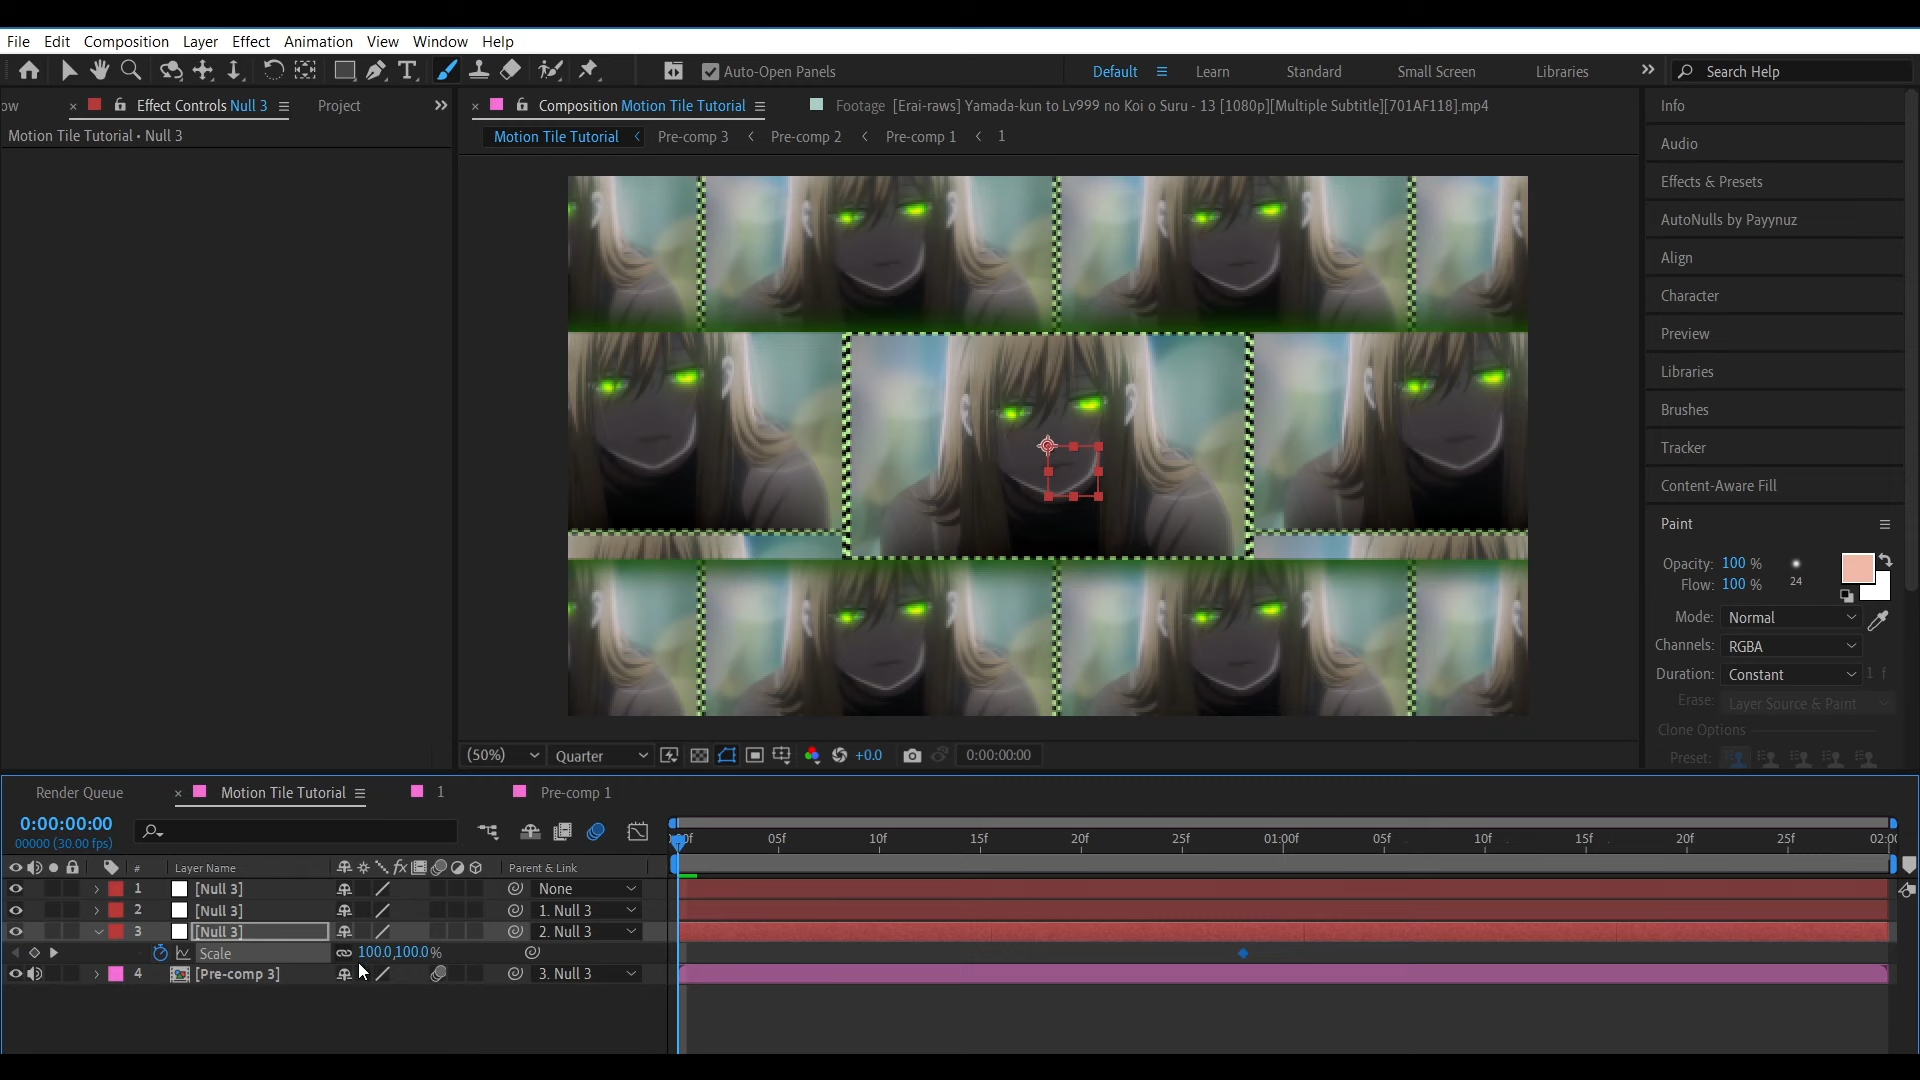 File Edit Composition Layer Effect Animation View Window Help
Auto-Open Panels Default Learn Standard Small Screen Libraries Search Help
Effect Controls Null 3 Project
Composition Motion Tile Tutorial Footage [Erai-raws] Yamada-kun to Lv999 no Koi o Suru - 13 [1080p][Multiple Subtitle][701AF118].mp4
Motion Tile Tutorial • Null 3
Motion Tile Tutorial Pre-comp 3 Pre-comp 2 Pre-comp 1 1
Info
Audio
Effects & Presets
AutoNulls by Payynuz
Align
Character
Preview
Libraries
Brushes
Tracker
Content-Aware Fill
Paint
Opacity: 100 %
Flow: 100 %
24
Mode: Normal
Channels: RGBA
Duration: Constant 1 f
Erase: Layer Source & Paint
Clone Options
Preset:
(50%) Quarter +0.0 0:00:00:00
Render Queue Motion Tile Tutorial 1 Pre-comp 1
0:00:00:00
00000 (30.00 fps)
05f 10f 15f 20f 25f 01:00f 05f 10f 15f 20f 25f
# Layer Name fx Parent & Link
1 [Null 3] None
2 [Null 3] 1. Null 3
3 [Null 3] 2. Null 3
Scale 100.0,100.0%
4 [Pre-comp 3] 3. Null 3